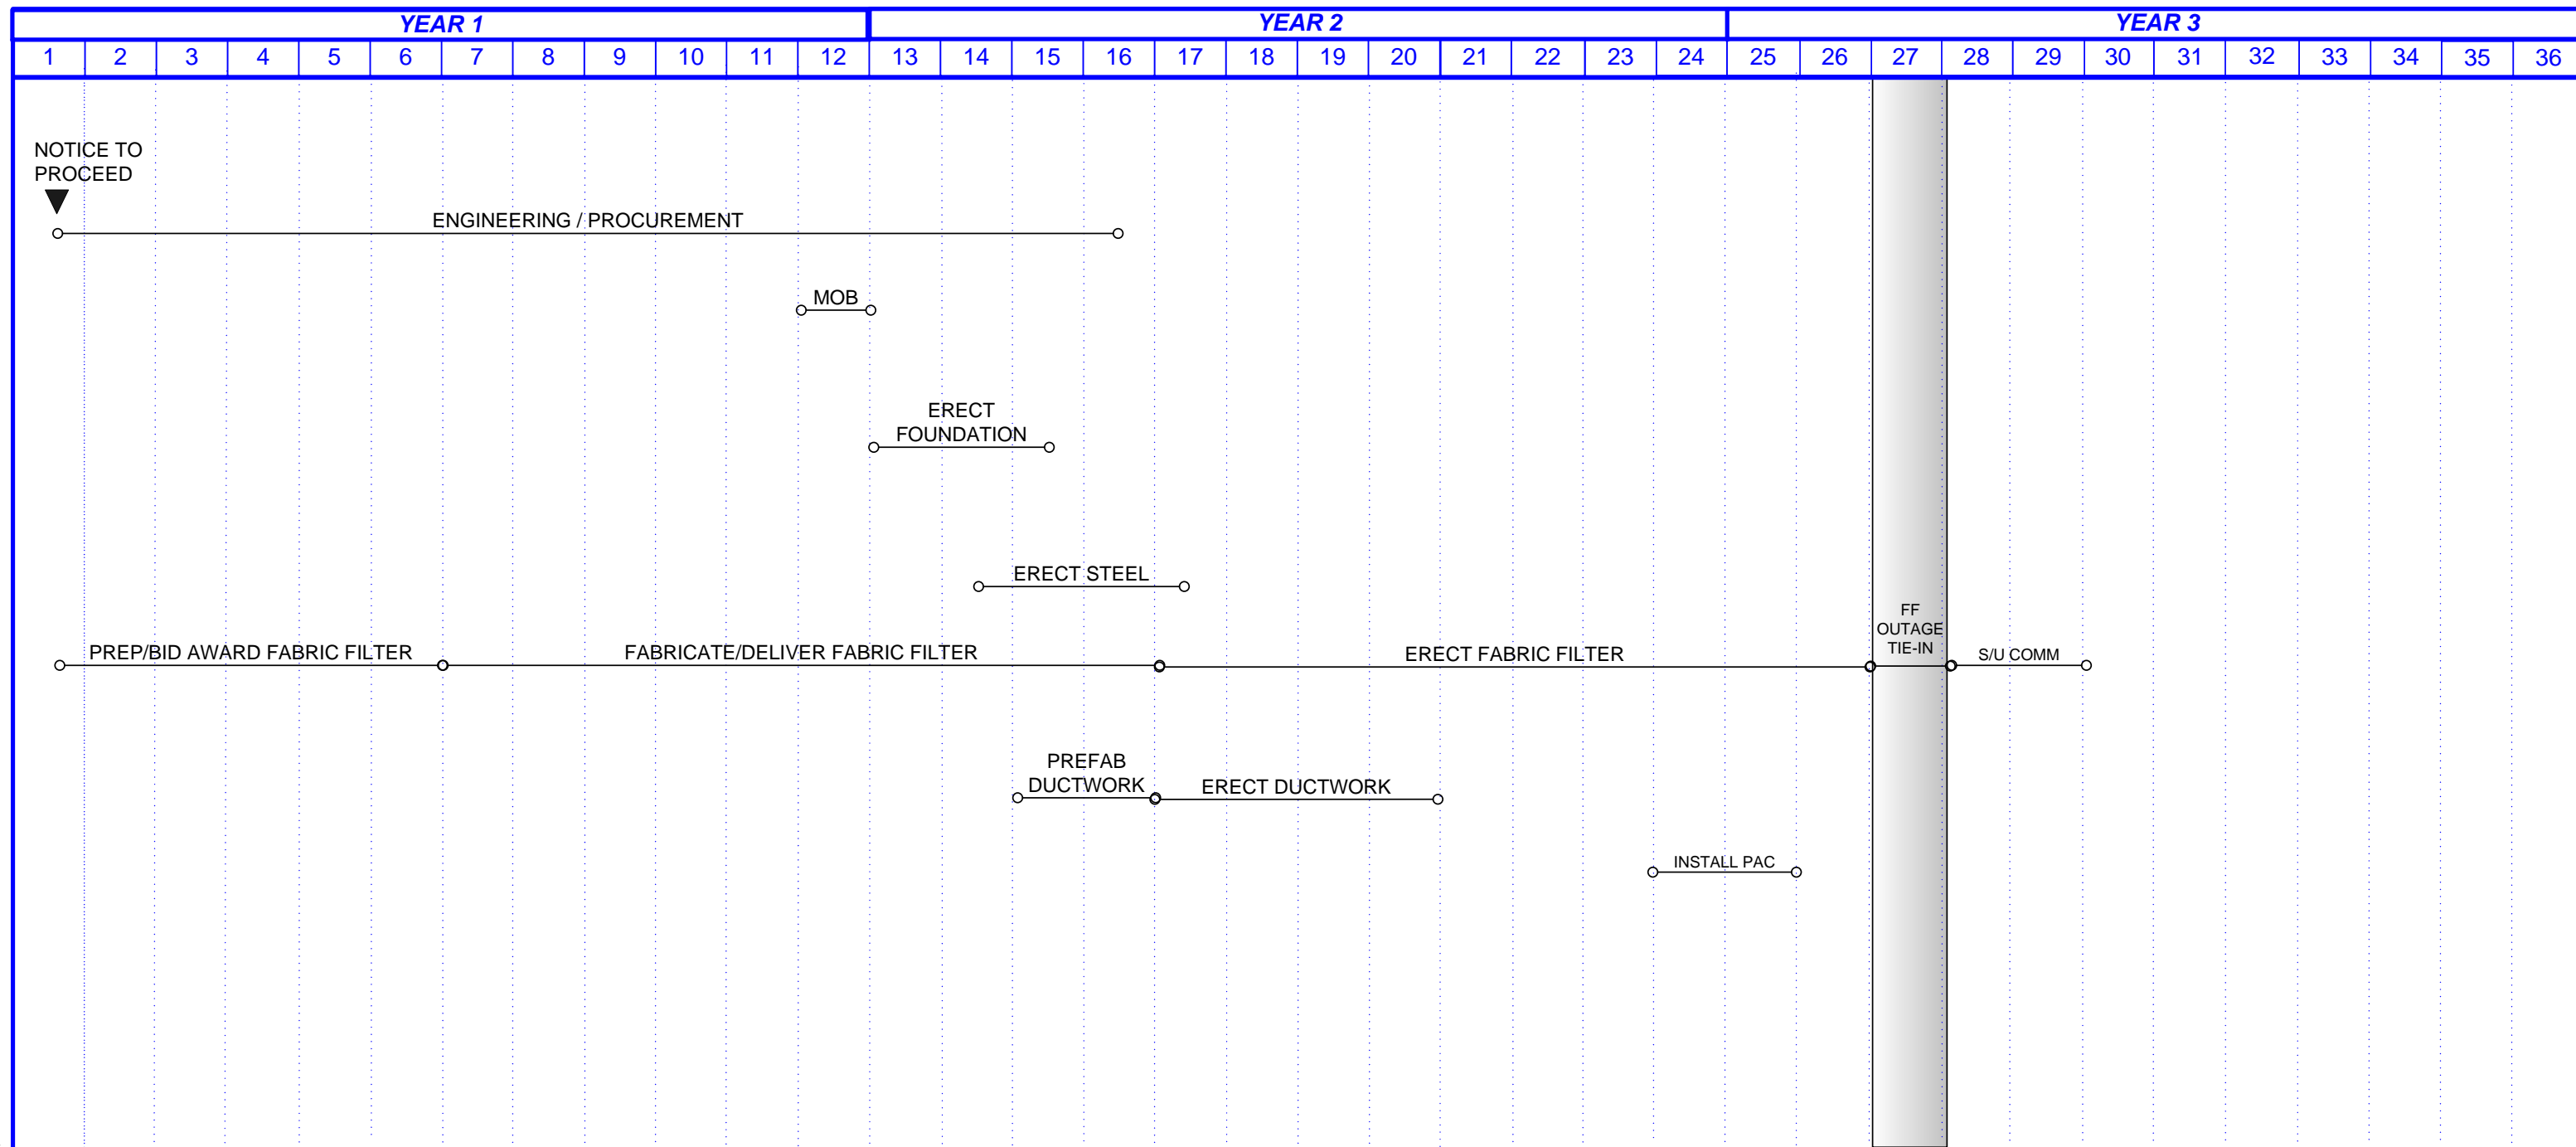 YEAR 1 YEAR 2 YEAR 3
1 2 3 4 5 6 7 8 9 10 11 12 13 14 15 16 17 18 19 20 21 22 23 24 25 26 27 28 29 30 31 32 33 34 35 36
NOTICE TO
PROCEED
ENGINEERING / PROCUREMENT
MOB
ERECT
FOUNDATION
ERECT STEEL
PREP/BID AWARD FABRIC FILTER
FABRICATE/DELIVER FABRIC FILTER
ERECT FABRIC FILTER
FF
OUTAGE
TIE-IN
S/U COMM
PREFAB
DUCTWORK
ERECT DUCTWORK
INSTALL PAC